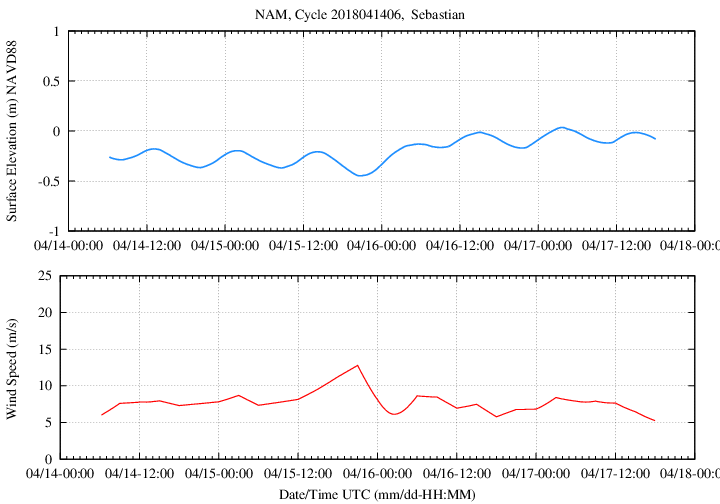 NAM, Cycle 2018041406,  Sebastian
Surface Elevation (m) NAVD88
1
0.5
0
-0.5
-1
04/14-00:00 04/14-12:00 04/15-00:00 04/15-12:00 04/16-00:00 04/16-12:00 04/17-00:00 04/17-12:00 04/18-0
Wind Speed (m/s)
25
20
15
10
5
0
04/14-00:00 04/14-12:00 04/15-00:00 04/15-12:00 04/16-00:00 04/16-12:00 04/17-00:00 04/17-12:00 04/18-0
Date/Time UTC (mm/dd-HH:MM)